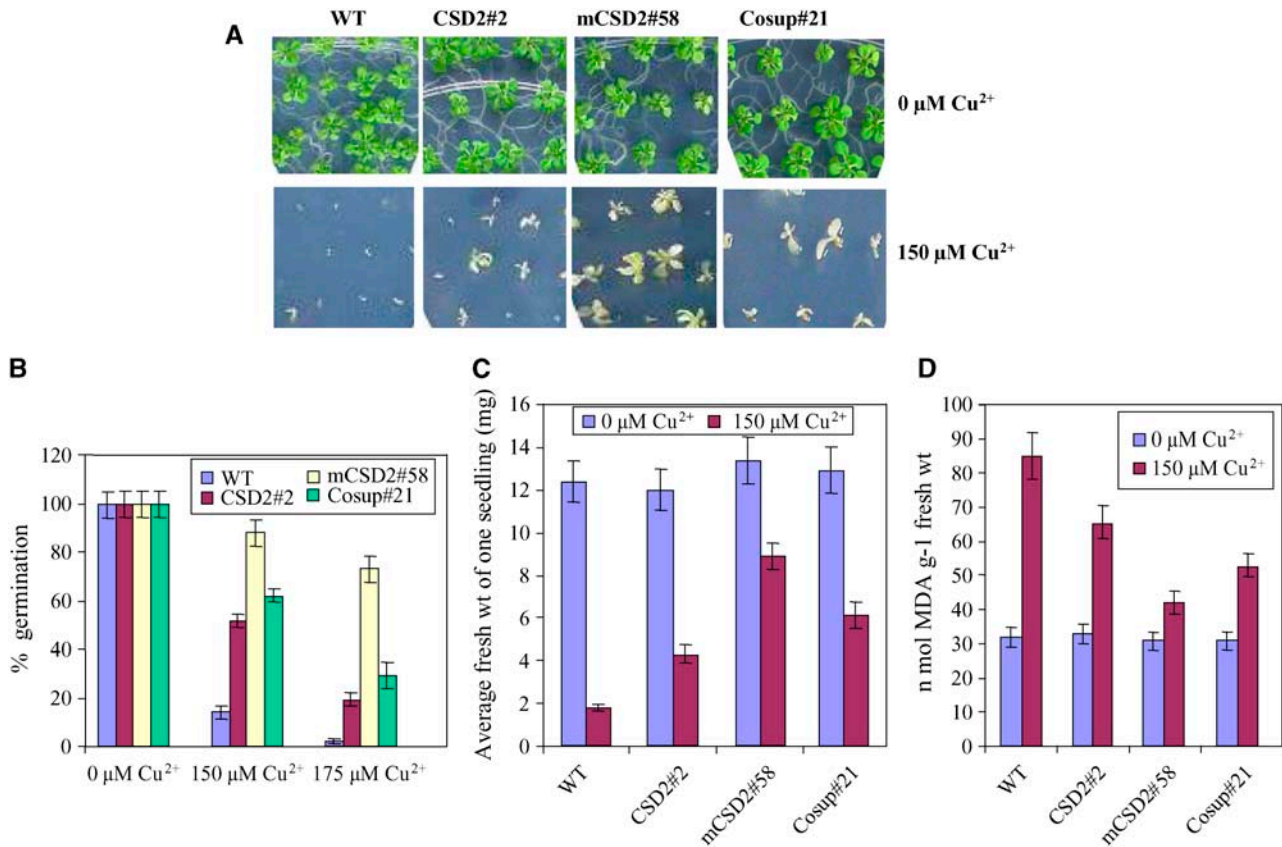 WT CSD2#2 mCSD2#58 Cosup#21
A
0 µM Cu²⁺
150 µM Cu²⁺
B
% germination
120
100
80
60
40
20
0
WT
CSD2#2
mCSD2#58
Cosup#21
0 µM Cu²⁺ 150 µM Cu²⁺ 175 µM Cu²⁺
C
Average fresh wt of one seedling (mg)
16
14
12
10
8
6
4
2
0
0 µM Cu²⁺ 150 µM Cu²⁺
WT CSD2#2 mCSD2#58 Cosup#21
D
n mol MDA g-1 fresh wt
100
90
80
70
60
50
40
30
20
10
0
0 µM Cu²⁺
150 µM Cu²⁺
WT CSD2#2 mCSD2#58 Cosup#21